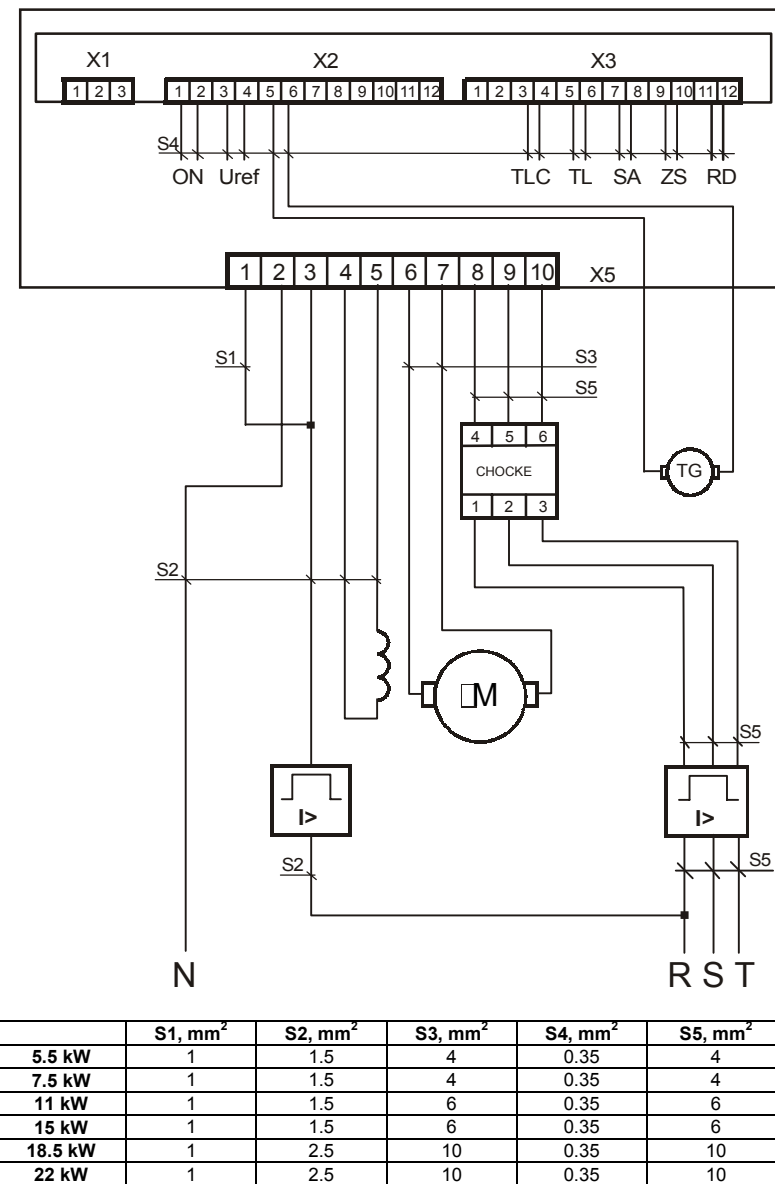 X1 X2 X3
1 2 3 1 2 3 4 5 6 7 8 9 10 11 12 1 2 3 4 5 6 7 8 9 10 11 12
S4
ON Uref TLC TL SA ZS RD
1 2 3 4 5 6 7 8 9 10 X5
S1 S3
S5
4 5 6
CHOCKE TG
1 2 3
S2
□M
S5
I> I>
S2 S5
N R S T
S1, mm² S2, mm² S3, mm² S4, mm² S5, mm²
5.5 kW 1 1.5 4 0.35 4
7.5 kW 1 1.5 4 0.35 4
11 kW 1 1.5 6 0.35 6
15 kW 1 1.5 6 0.35 6
18.5 kW 1 2.5 10 0.35 10
22 kW 1 2.5 10 0.35 10